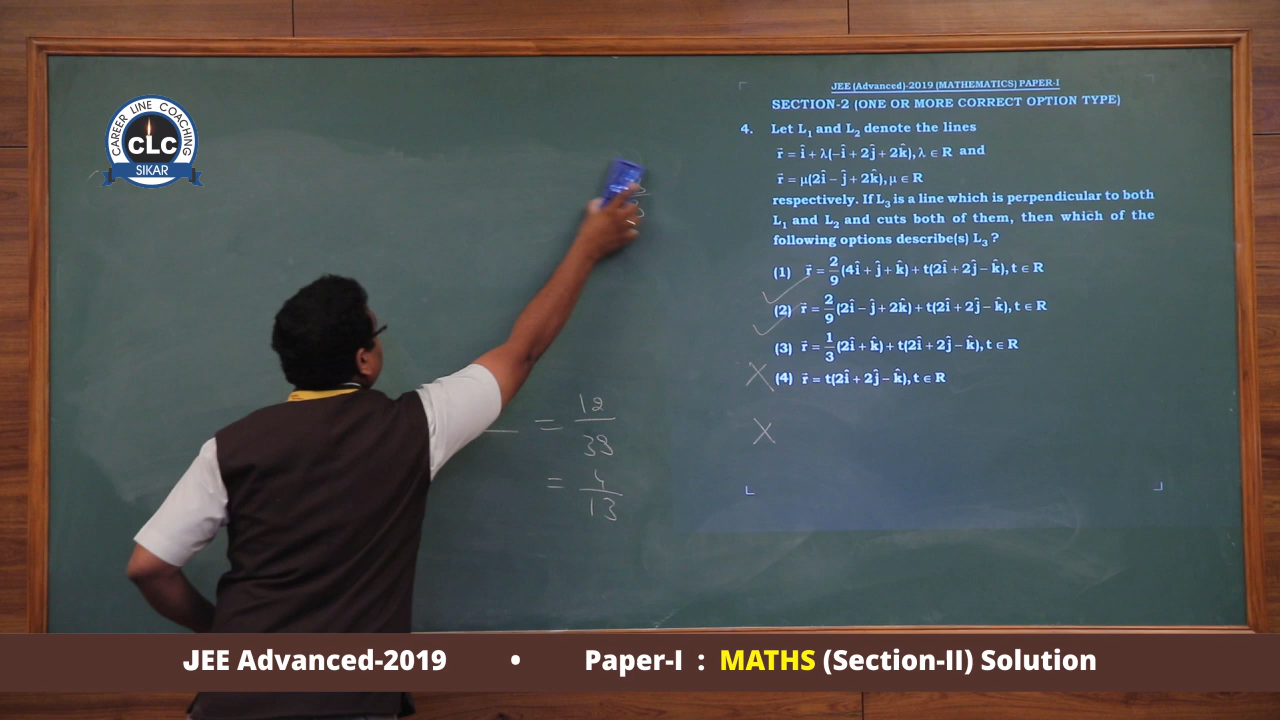 CAREER LINE COACHING
CLC
SIKAR
JEE (Advanced)-2019 (MATHEMATICS) PAPER-I
SECTION-2 (ONE OR MORE CORRECT OPTION TYPE)
4. Let L₁ and L₂ denote the lines
r⃗ = î + λ(−î + 2ĵ + 2k̂), λ ∈ R and
r⃗ = μ(2î − ĵ + 2k̂), μ ∈ R
respectively. If L₃ is a line which is perpendicular to both
L₁ and L₂ and cuts both of them, then which of the
following options describe(s) L₃ ?
(1) r⃗ = 2/9 (4î + ĵ + k̂) + t(2î + 2ĵ − k̂), t ∈ R
(2) r⃗ = 2/9 (2î − ĵ + 2k̂) + t(2î + 2ĵ − k̂), t ∈ R
(3) r⃗ = 1/3 (2î + k̂) + t(2î + 2ĵ − k̂), t ∈ R
(4) r⃗ = t(2î + 2ĵ − k̂), t ∈ R
= 12/39
= 4/13
JEE Advanced-2019 • Paper-I : MATHS (Section-II) Solution